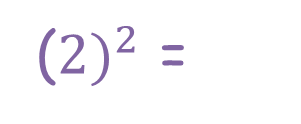 (2)² =